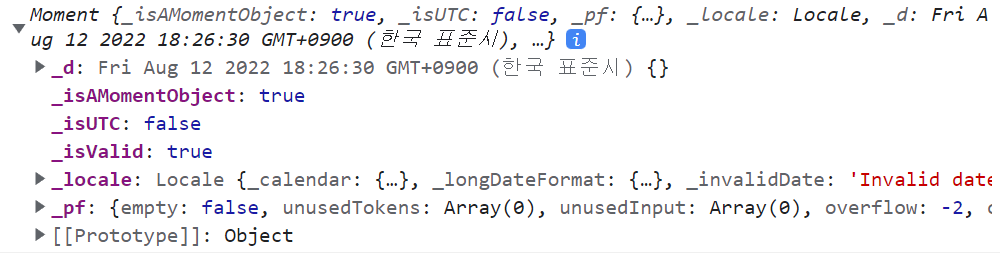 Moment {_isAMomentObject: true, _isUTC: false, _pf: {…}, _locale: Locale, _d: Fri A
ug 12 2022 18:26:30 GMT+0900 (한국 표준시), …} i
_d: Fri Aug 12 2022 18:26:30 GMT+0900 (한국 표준시) {}
_isAMomentObject: true
_isUTC: false
_isValid: true
_locale: Locale {_calendar: {…}, _longDateFormat: {…}, _invalidDate: 'Invalid date
_pf: {empty: false, unusedTokens: Array(0), unusedInput: Array(0), overflow: -2,
[[Prototype]]: Object